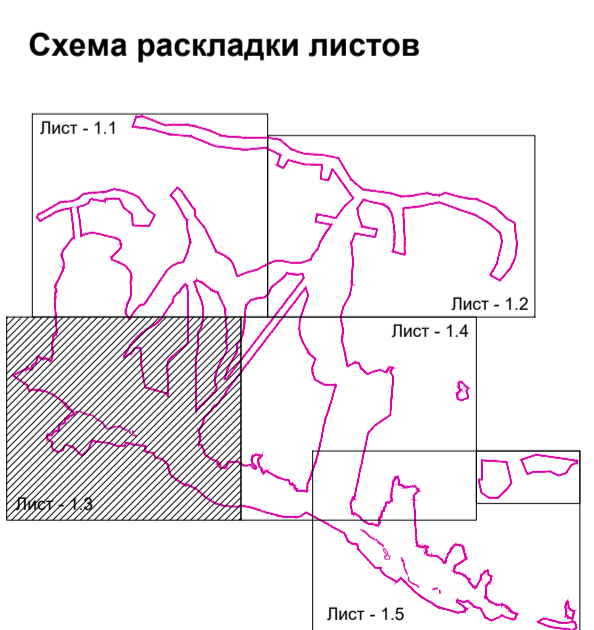 Схема раскладки листов
Лист - 1.1
Лист - 1.2
Лист - 1.4
Лист - 1.3
Лист - 1.5